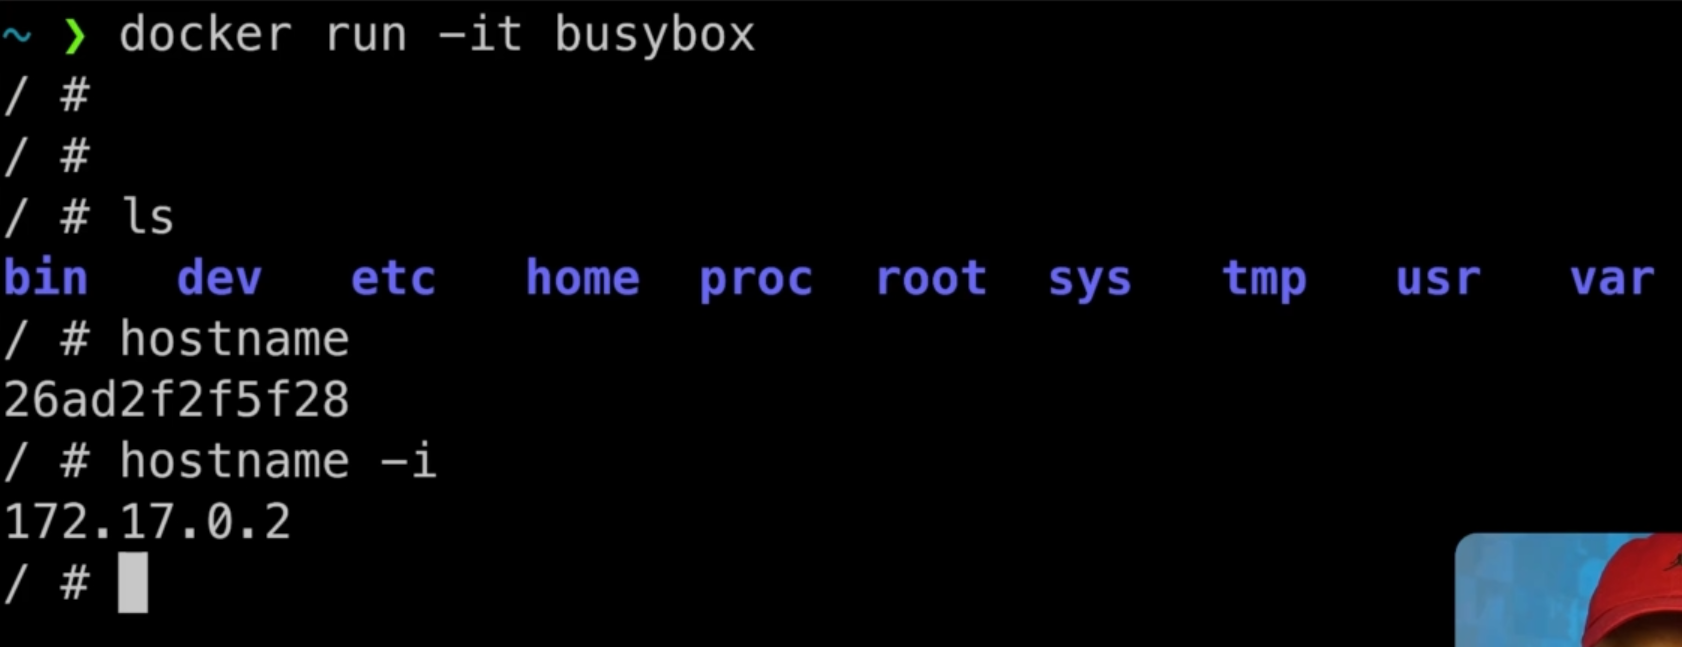 ~ ❯ docker run -it busybox
/ #
/ #
/ # ls
bin dev etc home proc root sys tmp usr var
/ # hostname
26ad2f2f5f28
/ # hostname -i
172.17.0.2
/ #